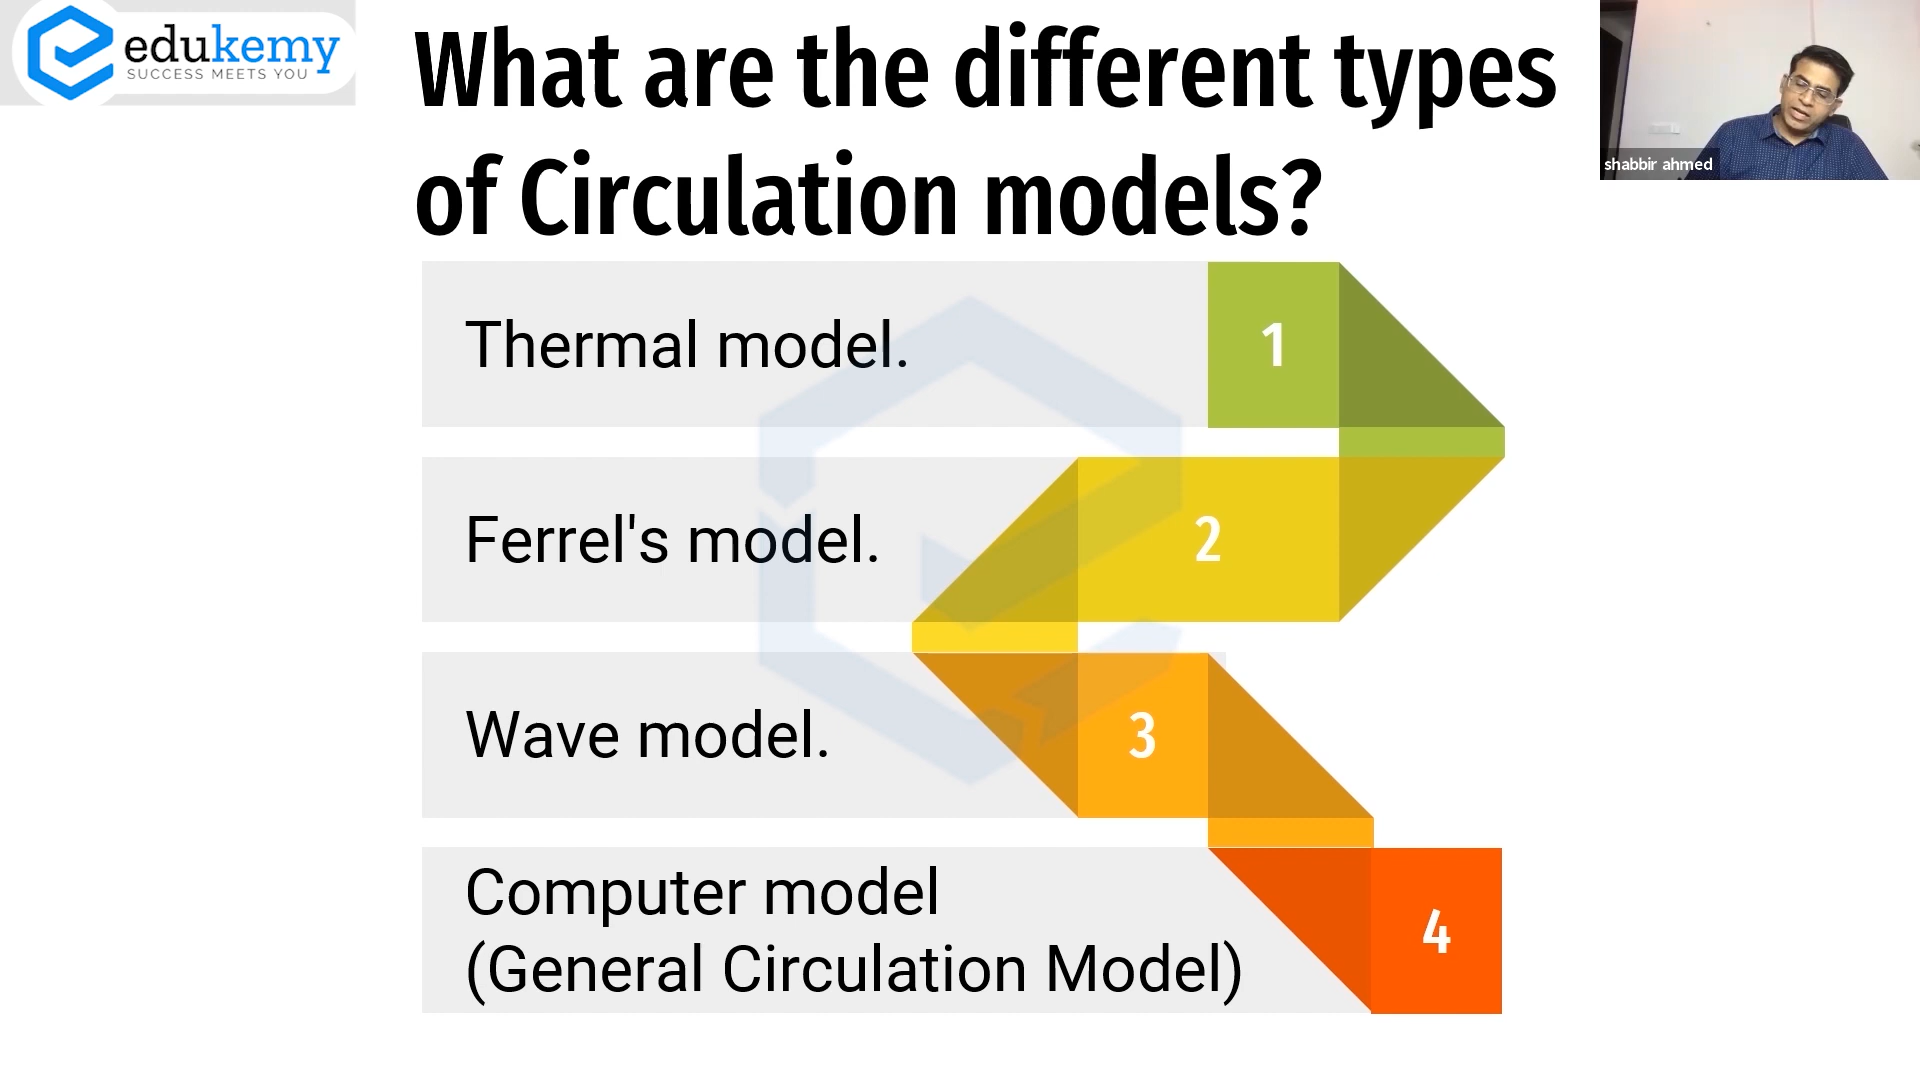 edukemy
SUCCESS MEETS YOU
What are the different types
of Circulation models?
shabbir ahmed
Thermal model.
1
Ferrel's model.
2
Wave model.
3
Computer model
(General Circulation Model)
4